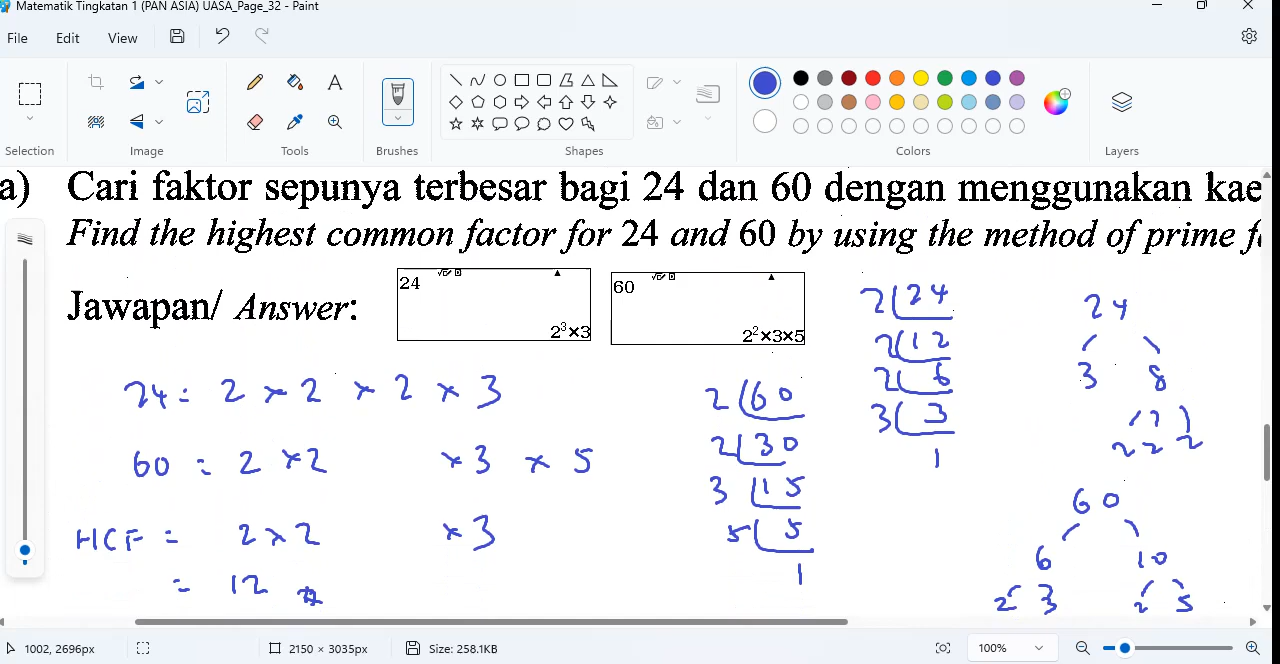 Matematik Tingkatan 1 (PAN ASIA) UASA_Page_32 - Paint
File Edit View
Selection Image Tools Brushes Shapes Colors Layers
a) Cari faktor sepunya terbesar bagi 24 dan 60 dengan menggunakan kae
Find the highest common factor for 24 and 60 by using the method of prime f
Jawapan/ Answer:
24
2³×3
60
2²×3×5
24 = 2 × 2 × 2 × 3
60 = 2 × 2 × 3 × 5
HCF = 2 × 2 × 3
= 12
2 60
2 30
3 15
5 5
1
2 24
2 12
2 6
3 3
1
24
3 8
2 2 2
60
6 10
2 3 2 5
1002, 2696px
2150 × 3035px
Size: 258.1KB
100%